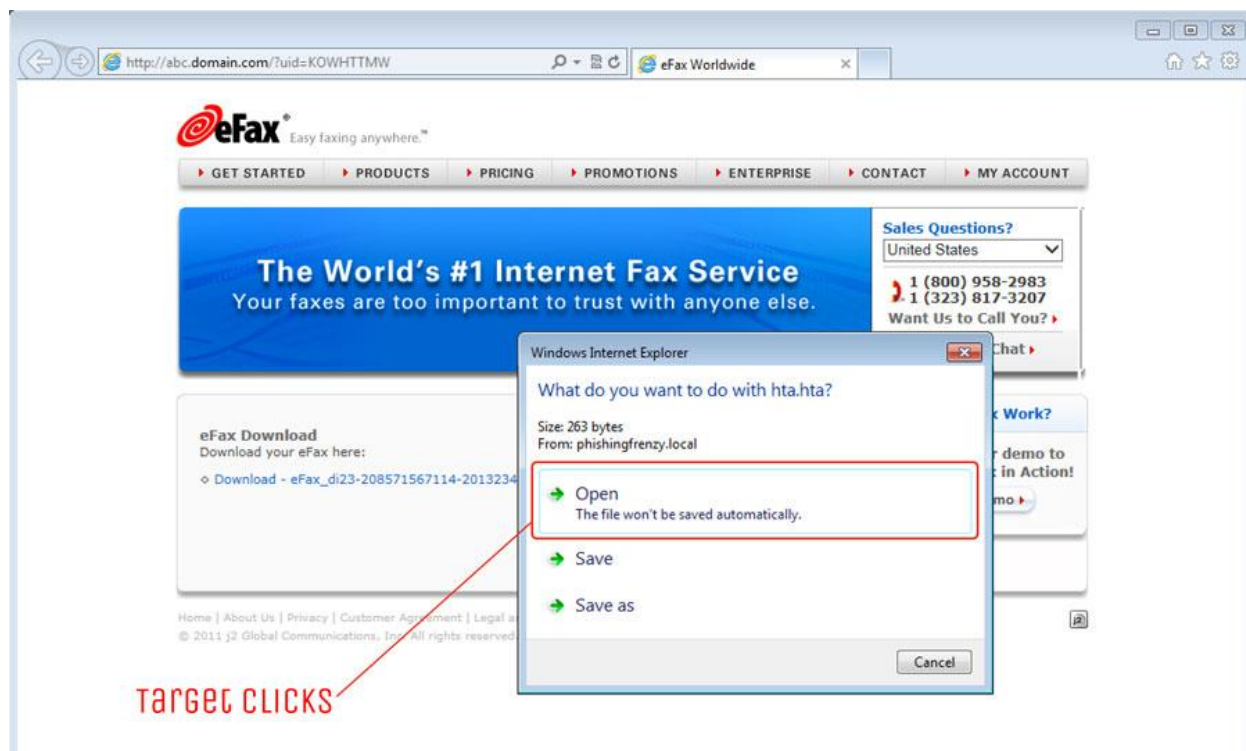 http://abc.domain.com/?uid=KOWHTTMW
eFax Worldwide
eFax® Easy faxing anywhere.™
GET STARTED PRODUCTS PRICING PROMOTIONS ENTERPRISE CONTACT MY ACCOUNT
The World's #1 Internet Fax Service
Your faxes are too important to trust with anyone else.
Sales Questions?
United States
1 (800) 958-2983
1 (323) 817-3207
Want Us to Call You?
Chat
Windows Internet Explorer
What do you want to do with hta.hta?
Size: 263 bytes
From: phishingfrenzy.local
Open
The file won't be saved automatically.
Save
Save as
Cancel
eFax Download
Download your eFax here:
Download - eFax_di23-208571567114-2013234
Work?
demo to
in Action!
Home | About Us | Privacy | Customer Agreement | Legal
© 2011 j2 Global Communications, Inc. All rights reserved
j2
Target clicks